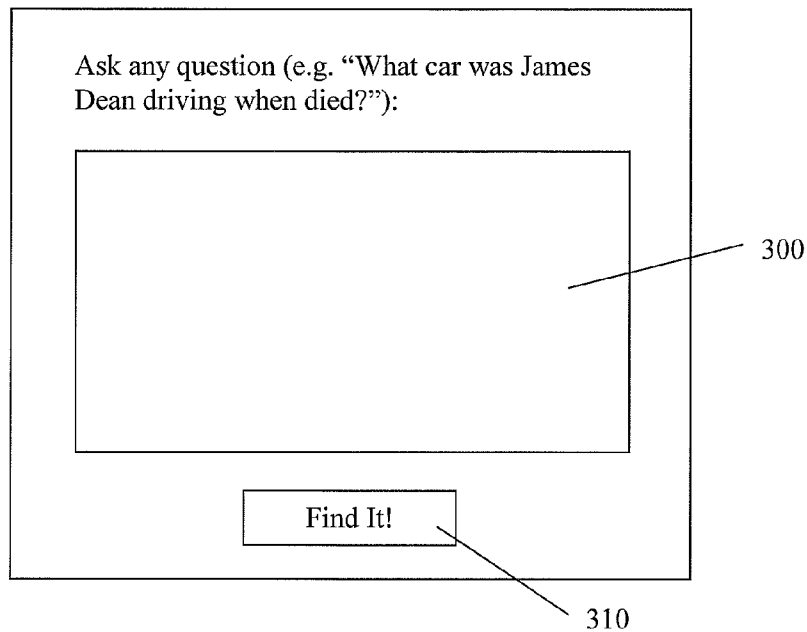 Ask any question (e.g. “What car was James
Dean driving when died?”):
300
Find It!
310